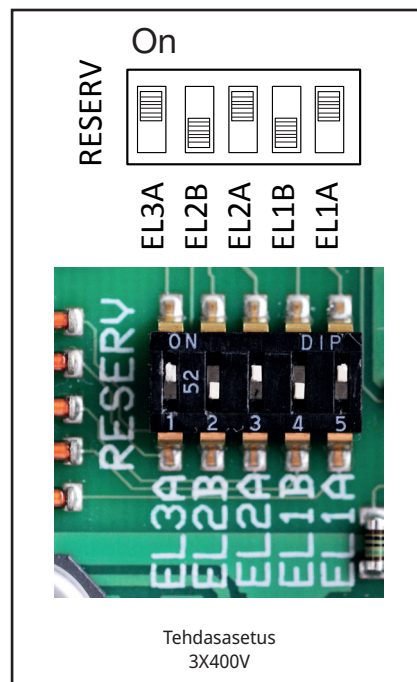 On
RESERV
EL3A
EL2B
EL2A
EL1B
EL1A
ON DIP
52
1 2 3 4 5
RESERV
EL3A
EL2B
EL2A
EL1B
EL1A
Tehdasasetus
3X400V